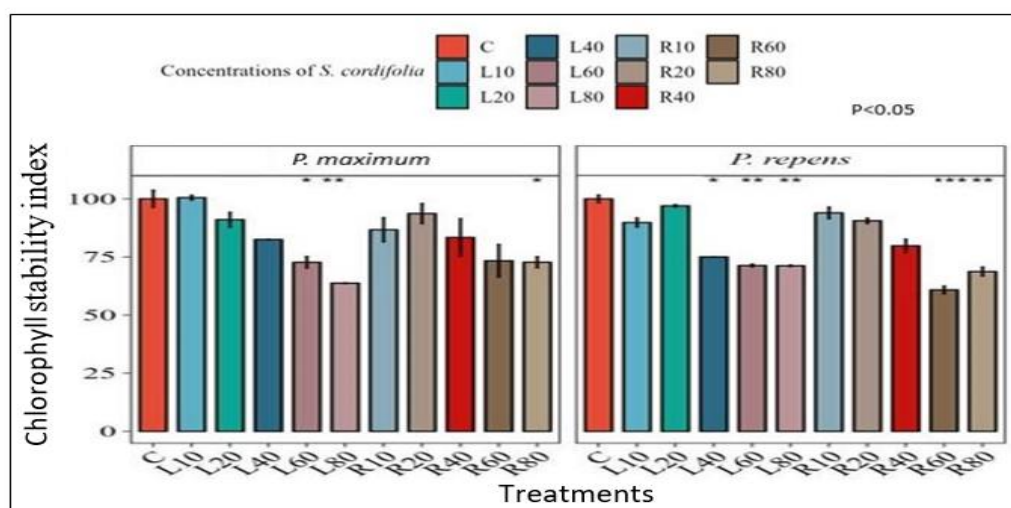 C L40 R10 R60
Concentrations of S. cordifolia L10 L60 R20 R80
L20 L80 R40
P<0.05
P. maximum P. repens
* ** * * ** ** *** **
Chlorophyll stability index
100
75
50
25
0
C L10 L20 L40 L60 L80 R10 R20 R40 R60 R80 C L10 L20 L40 L60 L80 R10 R20 R40 R60 R80
Treatments